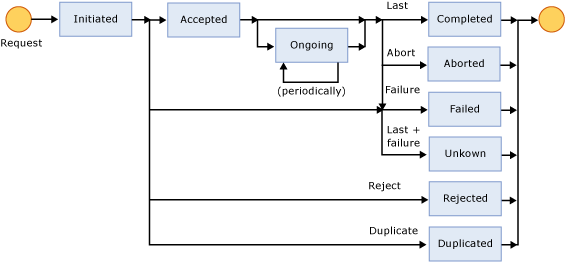 Last
Initiated
Accepted
Completed
Request
Ongoing
Abort
Aborted
(periodically)
Failure
Failed
Last +
failure
Unkown
Reject
Rejected
Duplicate
Duplicated